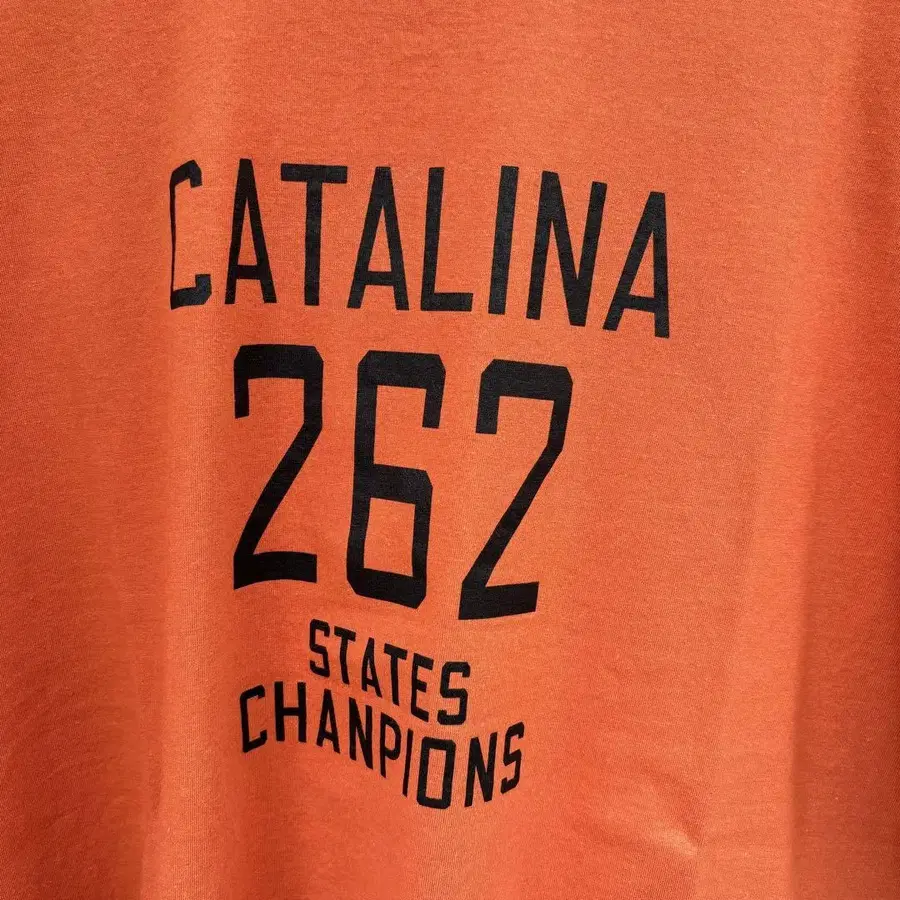 CATALINA
262
STATES
CHANPIONS